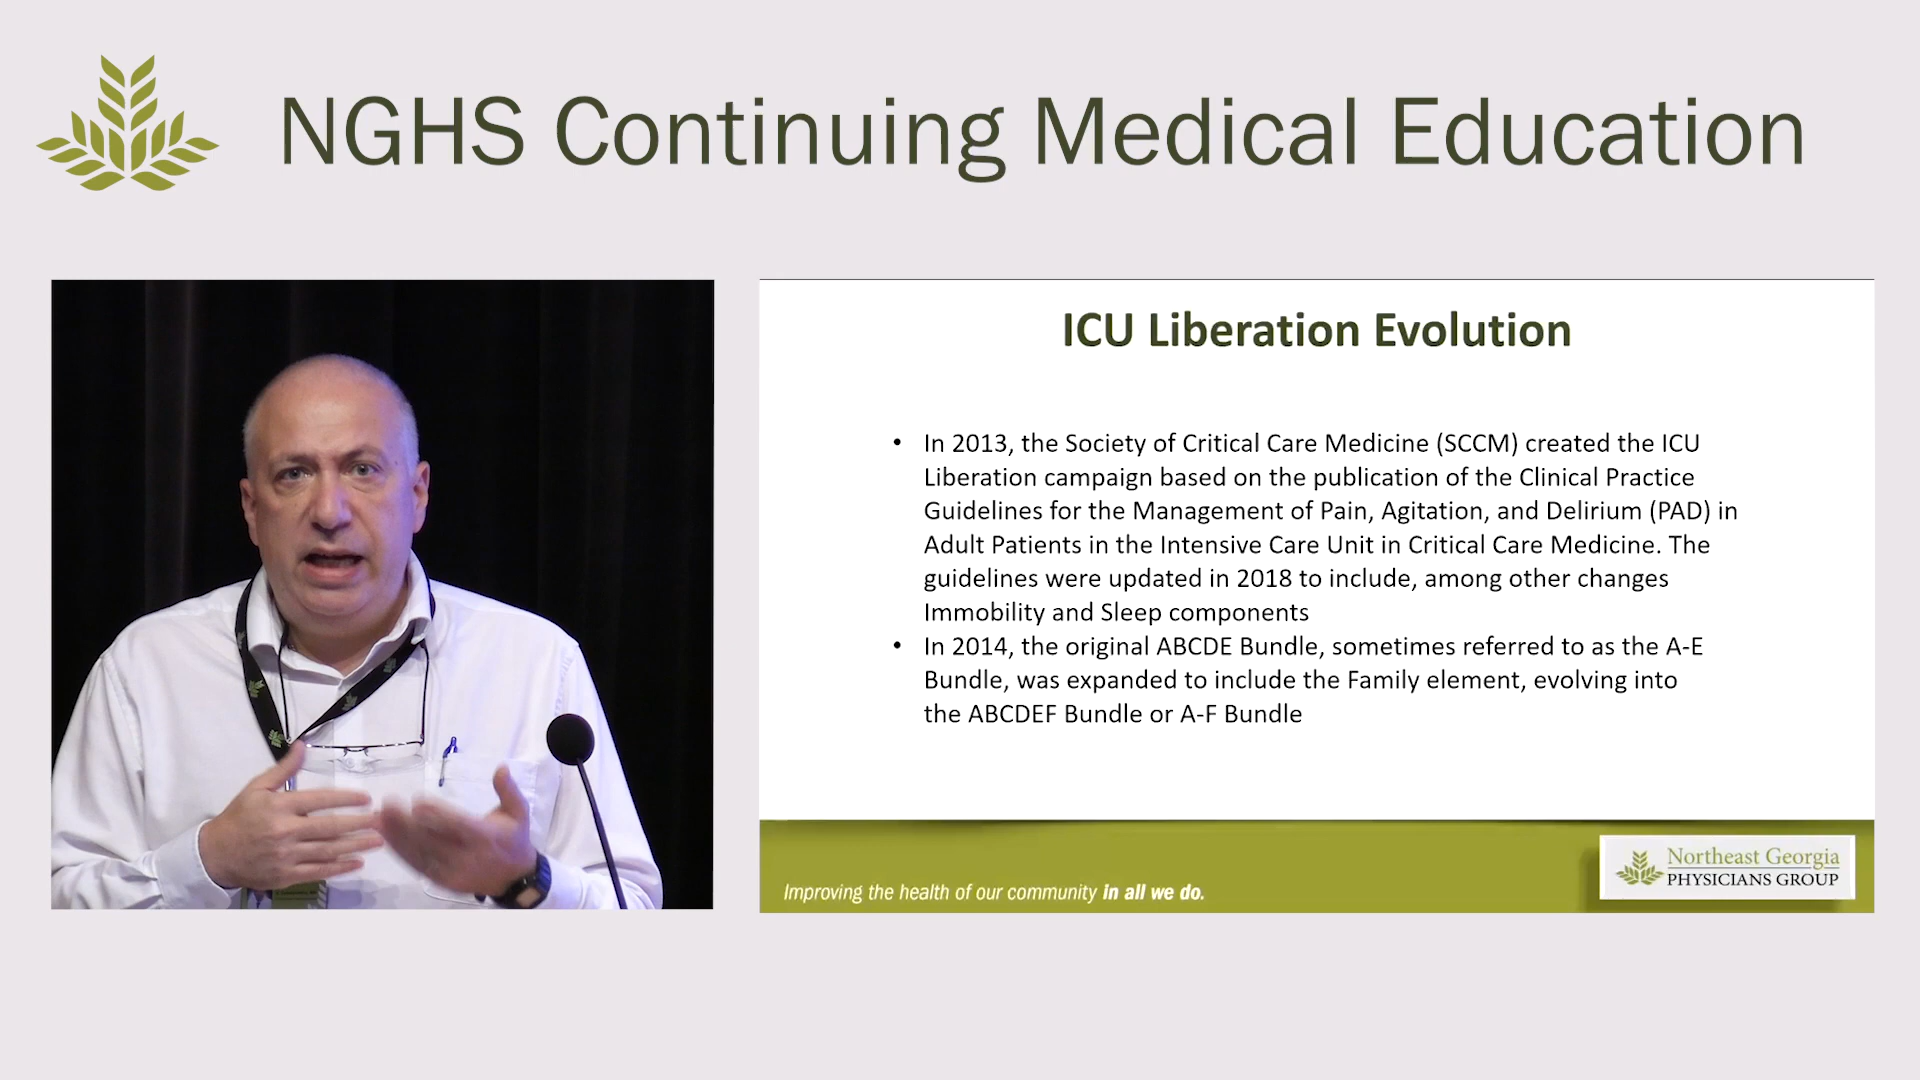 NGHS Continuing Medical Education
ICU Liberation Evolution
• In 2013, the Society of Critical Care Medicine (SCCM) created the ICU
Liberation campaign based on the publication of the Clinical Practice
Guidelines for the Management of Pain, Agitation, and Delirium (PAD) in
Adult Patients in the Intensive Care Unit in Critical Care Medicine. The
guidelines were updated in 2018 to include, among other changes
Immobility and Sleep components
• In 2014, the original ABCDE Bundle, sometimes referred to as the A-E
Bundle, was expanded to include the Family element, evolving into
the ABCDEF Bundle or A-F Bundle
Improving the health of our community in all we do.
Northeast Georgia
PHYSICIANS GROUP